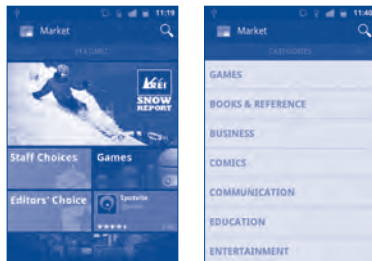 11:19
Market
FEATURED
REI
SNOW
REPORT
Staff Choices
Games
Editors' Choice
Spotwite
11:40
Market
CATEGORIES
GAMES
BOOKS & REFERENCE
BUSINESS
COMICS
COMMUNICATION
EDUCATION
ENTERTAINMENT